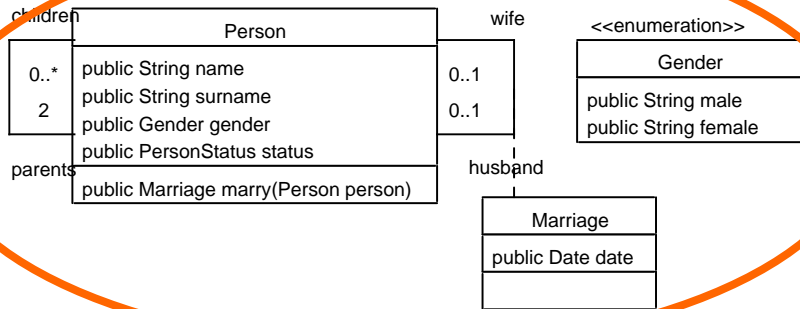 children
Person
wife
<<enumeration>>
0..*
public String name
0..1
Gender
2
public String surname
0..1
public String male
public Gender gender
public String female
public PersonStatus status
parents
husband
public Marriage marry(Person person)
Marriage
public Date date